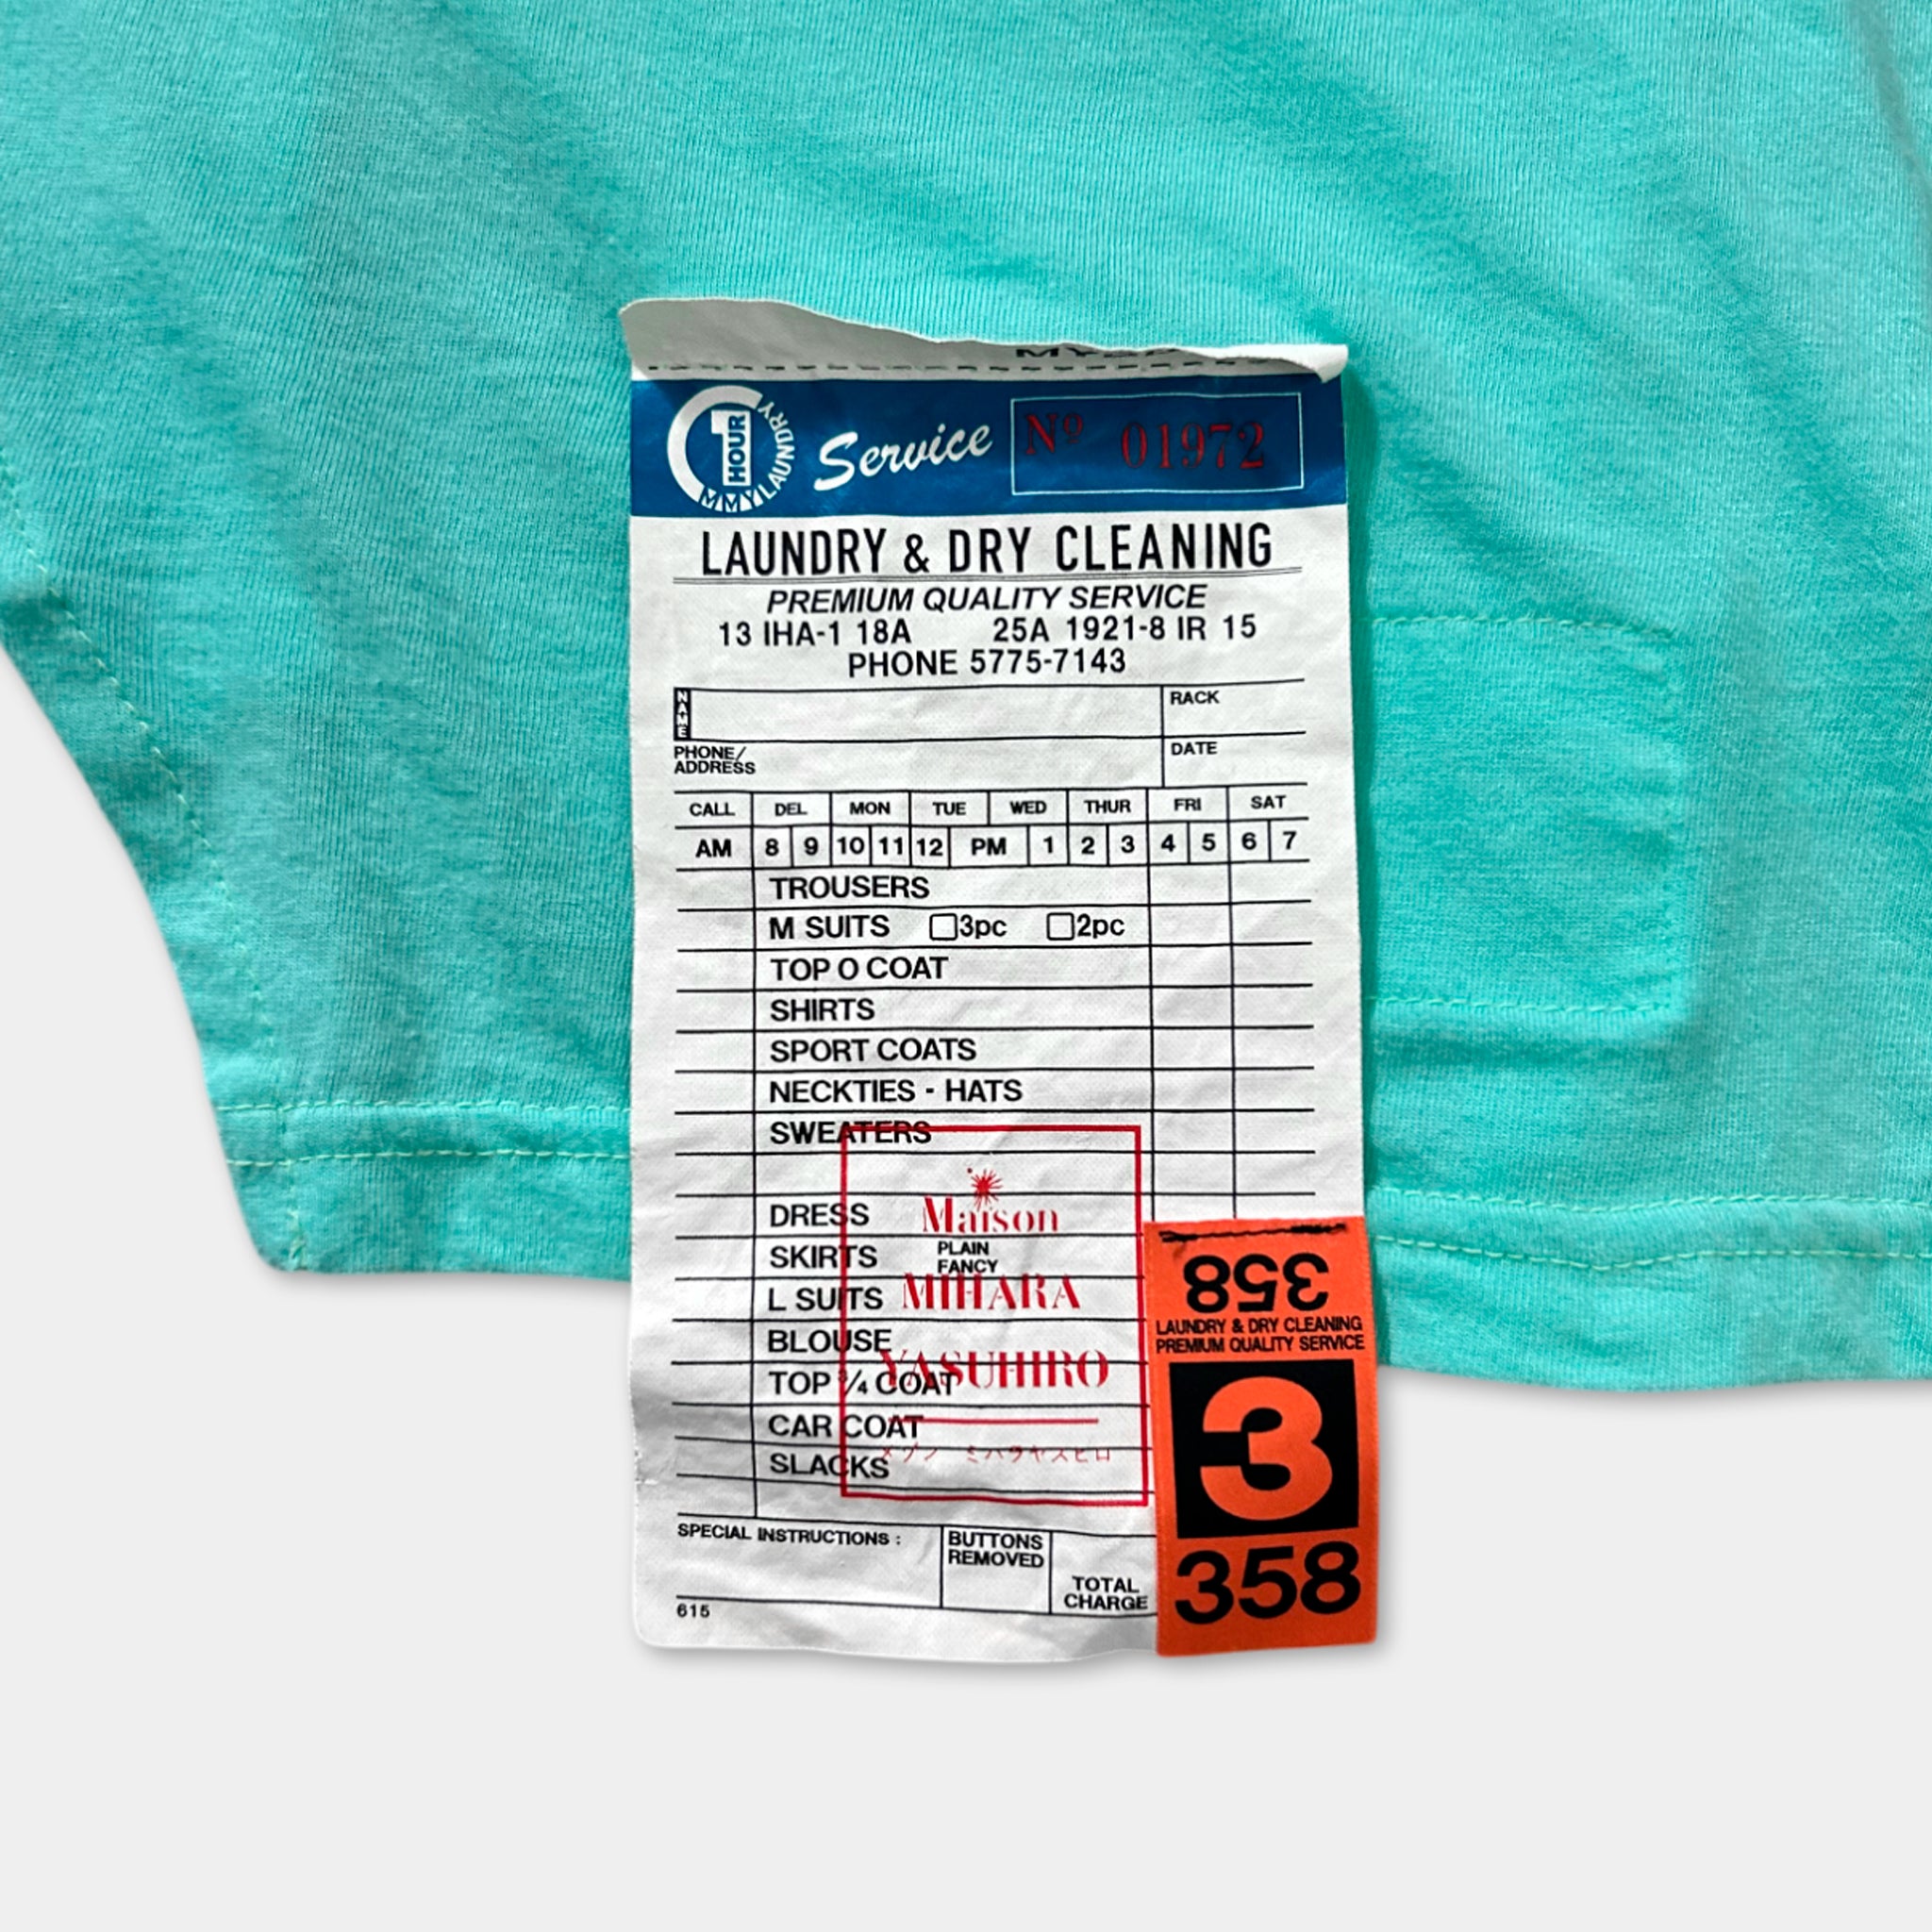 1 HOUR
MMYLAUNDRY
Service
Nº 01972
LAUNDRY & DRY CLEANING
PREMIUM QUALITY SERVICE
13 IHA-1 18A 25A 1921-8 IR 15
PHONE 5775-7143
NAME
RACK
PHONE/
ADDRESS
DATE
CALL DEL MON TUE WED THUR FRI SAT
AM 8 9 10 11 12 PM 1 2 3 4 5 6 7
TROUSERS
M SUITS 3pc 2pc
TOP O COAT
SHIRTS
SPORT COATS
NECKTIES - HATS
SWEATERS
DRESS
SKIRTS PLAIN
FANCY
L SUITS
BLOUSE
TOP ¾ COAT
CAR COAT
SLACKS
Maison
MIHARA
YASUHIRO
メゾン ミハラヤスヒロ
SPECIAL INSTRUCTIONS :
BUTTONS
REMOVED
TOTAL
CHARGE
615
358
LAUNDRY & DRY CLEANING
PREMIUM QUALITY SERVICE
3
358